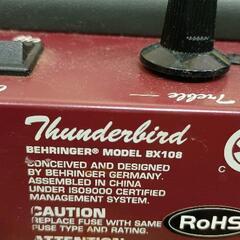 Treble
Thunderbird
BEHRINGER® MODEL BX108
CONCEIVED AND DESIGNED
BY BEHRINGER GERMANY.
ASSEMBLED IN CHINA
UNDER ISO9000 CERTIFIED
MANAGEMENT SYSTEM.
CAUTION
REPLACE FUSE WITH SAME
FUSE TYPE AND RATING.
ATTENTION
RoHS
C